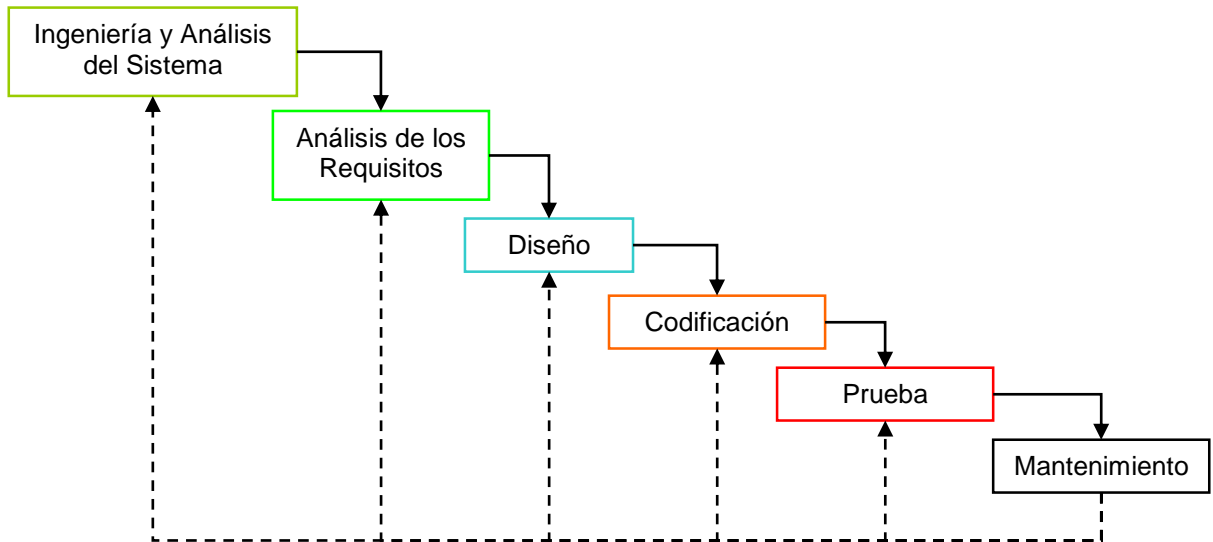 Ingeniería y Análisis
del Sistema
Análisis de los
Requisitos
Diseño
Codificación
Prueba
Mantenimiento